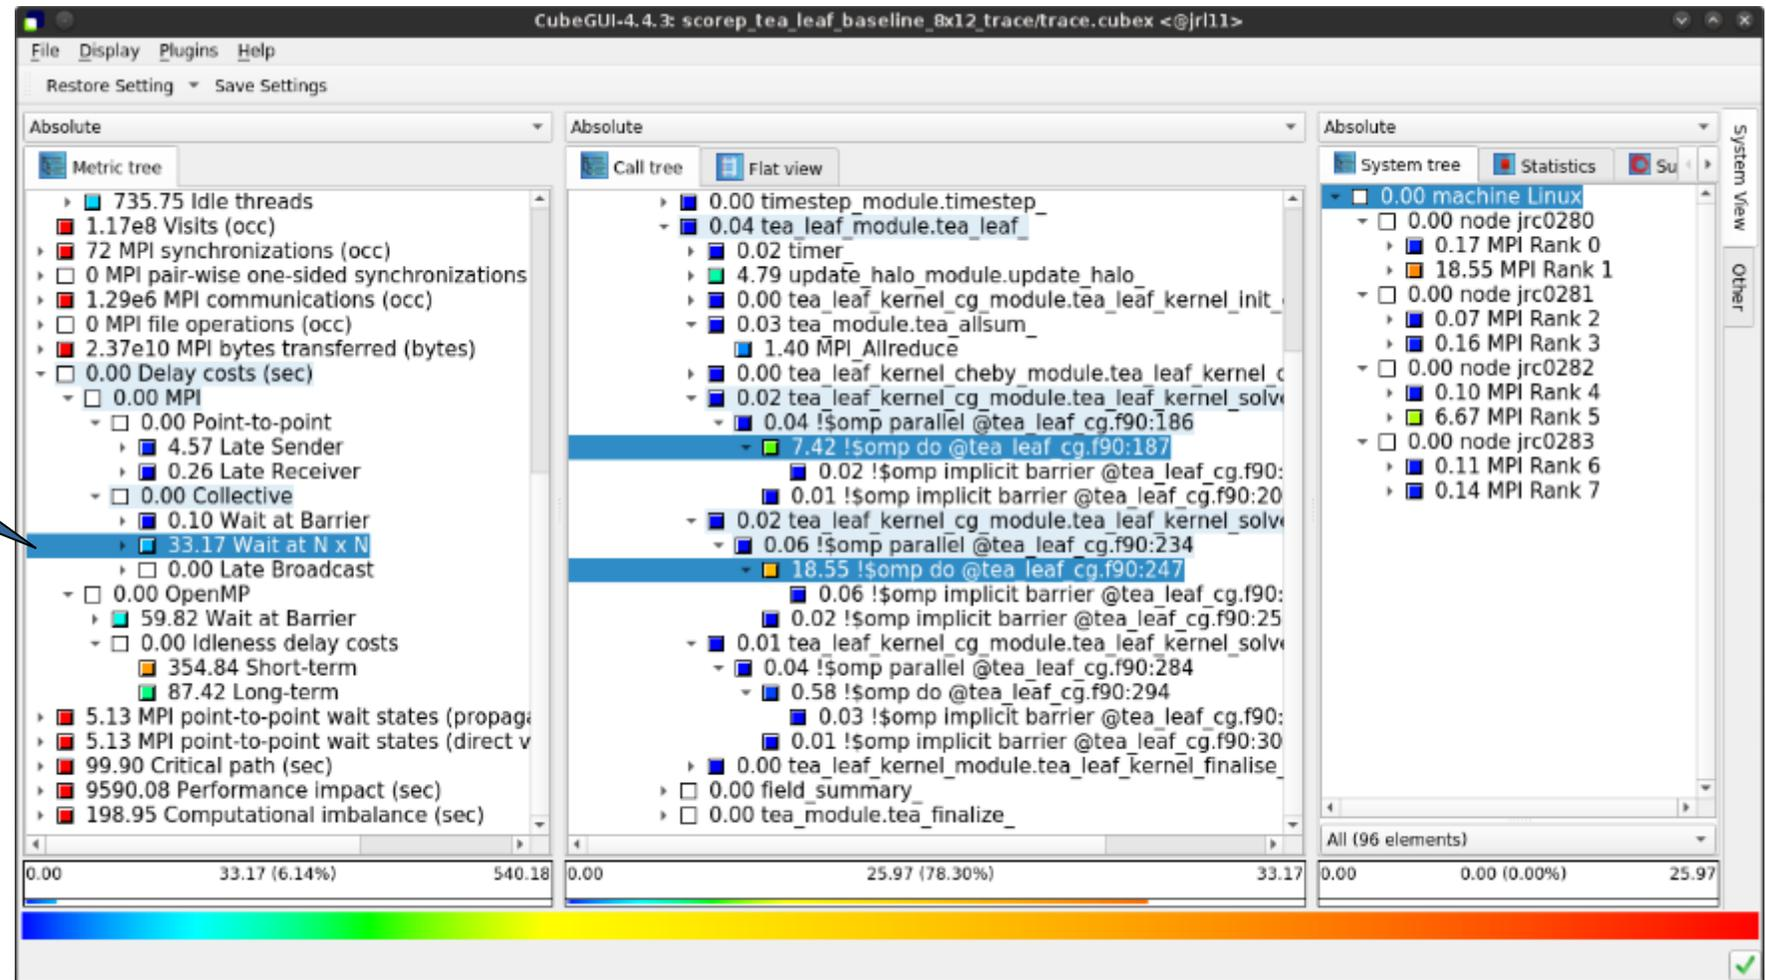 CubeGUI-4.4.3: scorep_tea_leaf_baseline_8x12_trace/trace.cubex <@jrl11>
File Display Plugins Help
Restore Setting Save Settings
Absolute
Metric tree
735.75 Idle threads
1.17e8 Visits (occ)
72 MPI synchronizations (occ)
0 MPI pair-wise one-sided synchronizations
1.29e6 MPI communications (occ)
0 MPI file operations (occ)
2.37e10 MPI bytes transferred (bytes)
0.00 Delay costs (sec)
0.00 MPI
0.00 Point-to-point
4.57 Late Sender
0.26 Late Receiver
0.00 Collective
0.10 Wait at Barrier
33.17 Wait at N x N
0.00 Late Broadcast
0.00 OpenMP
59.82 Wait at Barrier
0.00 Idleness delay costs
354.84 Short-term
87.42 Long-term
5.13 MPI point-to-point wait states (propaga
5.13 MPI point-to-point wait states (direct v
99.90 Critical path (sec)
9590.08 Performance impact (sec)
198.95 Computational imbalance (sec)
0.00 33.17 (6.14%) 540.18
Absolute
Call tree Flat view
0.00 timestep_module.timestep_
0.04 tea_leaf_module.tea_leaf_
0.02 timer_
4.79 update_halo_module.update_halo_
0.00 tea_leaf_kernel_cg_module.tea_leaf_kernel_init_
0.03 tea_module.tea_allsum_
1.40 MPI_Allreduce
0.00 tea_leaf_kernel_cheby_module.tea_leaf_kernel_c
0.02 tea_leaf_kernel_cg_module.tea_leaf_kernel_solv
0.04 !$omp parallel @tea_leaf_cg.f90:186
7.42 !$omp do @tea_leaf_cg.f90:187
0.02 !$omp implicit barrier @tea_leaf_cg.f90:
0.01 !$omp implicit barrier @tea_leaf_cg.f90:20
0.02 tea_leaf_kernel_cg_module.tea_leaf_kernel_solv
0.06 !$omp parallel @tea_leaf_cg.f90:234
18.55 !$omp do @tea_leaf_cg.f90:247
0.06 !$omp implicit barrier @tea_leaf_cg.f90:
0.02 !$omp implicit barrier @tea_leaf_cg.f90:25
0.01 tea_leaf_kernel_cg_module.tea_leaf_kernel_solv
0.04 !$omp parallel @tea_leaf_cg.f90:284
0.58 !$omp do @tea_leaf_cg.f90:294
0.03 !$omp implicit barrier @tea_leaf_cg.f90:
0.01 !$omp implicit barrier @tea_leaf_cg.f90:30
0.00 tea_leaf_kernel_module.tea_leaf_kernel_finalise_
0.00 field_summary_
0.00 tea_module.tea_finalize_
0.00 25.97 (78.30%) 33.17
Absolute
System tree Statistics Su
0.00 machine Linux
0.00 node jrc0280
0.17 MPI Rank 0
18.55 MPI Rank 1
0.00 node jrc0281
0.07 MPI Rank 2
0.16 MPI Rank 3
0.00 node jrc0282
0.10 MPI Rank 4
6.67 MPI Rank 5
0.00 node jrc0283
0.11 MPI Rank 6
0.14 MPI Rank 7
All (96 elements)
0.00 0.00 (0.00%) 25.97
System View
Other